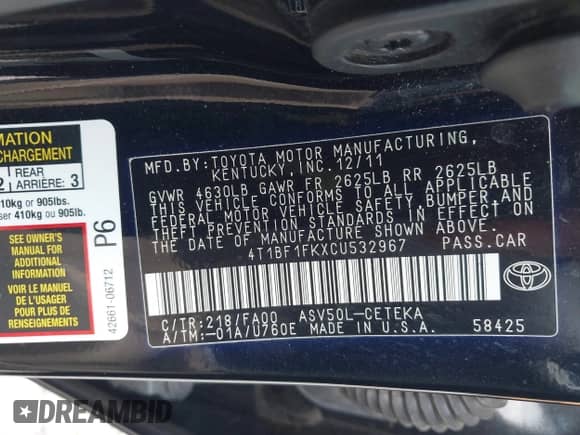 MFD.BY:TOYOTA MOTOR MANUFACTURING,
KENTUCKY,INC.12/11
GVWR 4630LB GAWR FR 2625LB RR 2625LB
THIS VEHICLE CONFORMS TO ALL APPLICABLE
FEDERAL MOTOR VEHICLE SAFETY,BUMPER,AND
THEFT PREVENTION STANDARDS IN EFFECT
ON THE DATE OF MANUFACTURE SHOWN ABOVE.
4T1BF1FKXCU532967 PASS.CAR
C/TR:218/FA00 ASV50L-CETEKA
A/TM:-01A/U760E MADE IN U.S.A.
58425
TOYOTA
MATION
CHARGEMENT
2 REAR
ARRIÈRE: 3
10kg or 905lbs.
ser 410kg ou 905lb.
SEE OWNER'S
MANUAL FOR
ADDITIONAL
INFORMATION
VOIR LE MANUEL
DE L'USAGER
POUR PLUS DE
RENSEIGNEMENTS
P6
42661-06712
DREAMBID